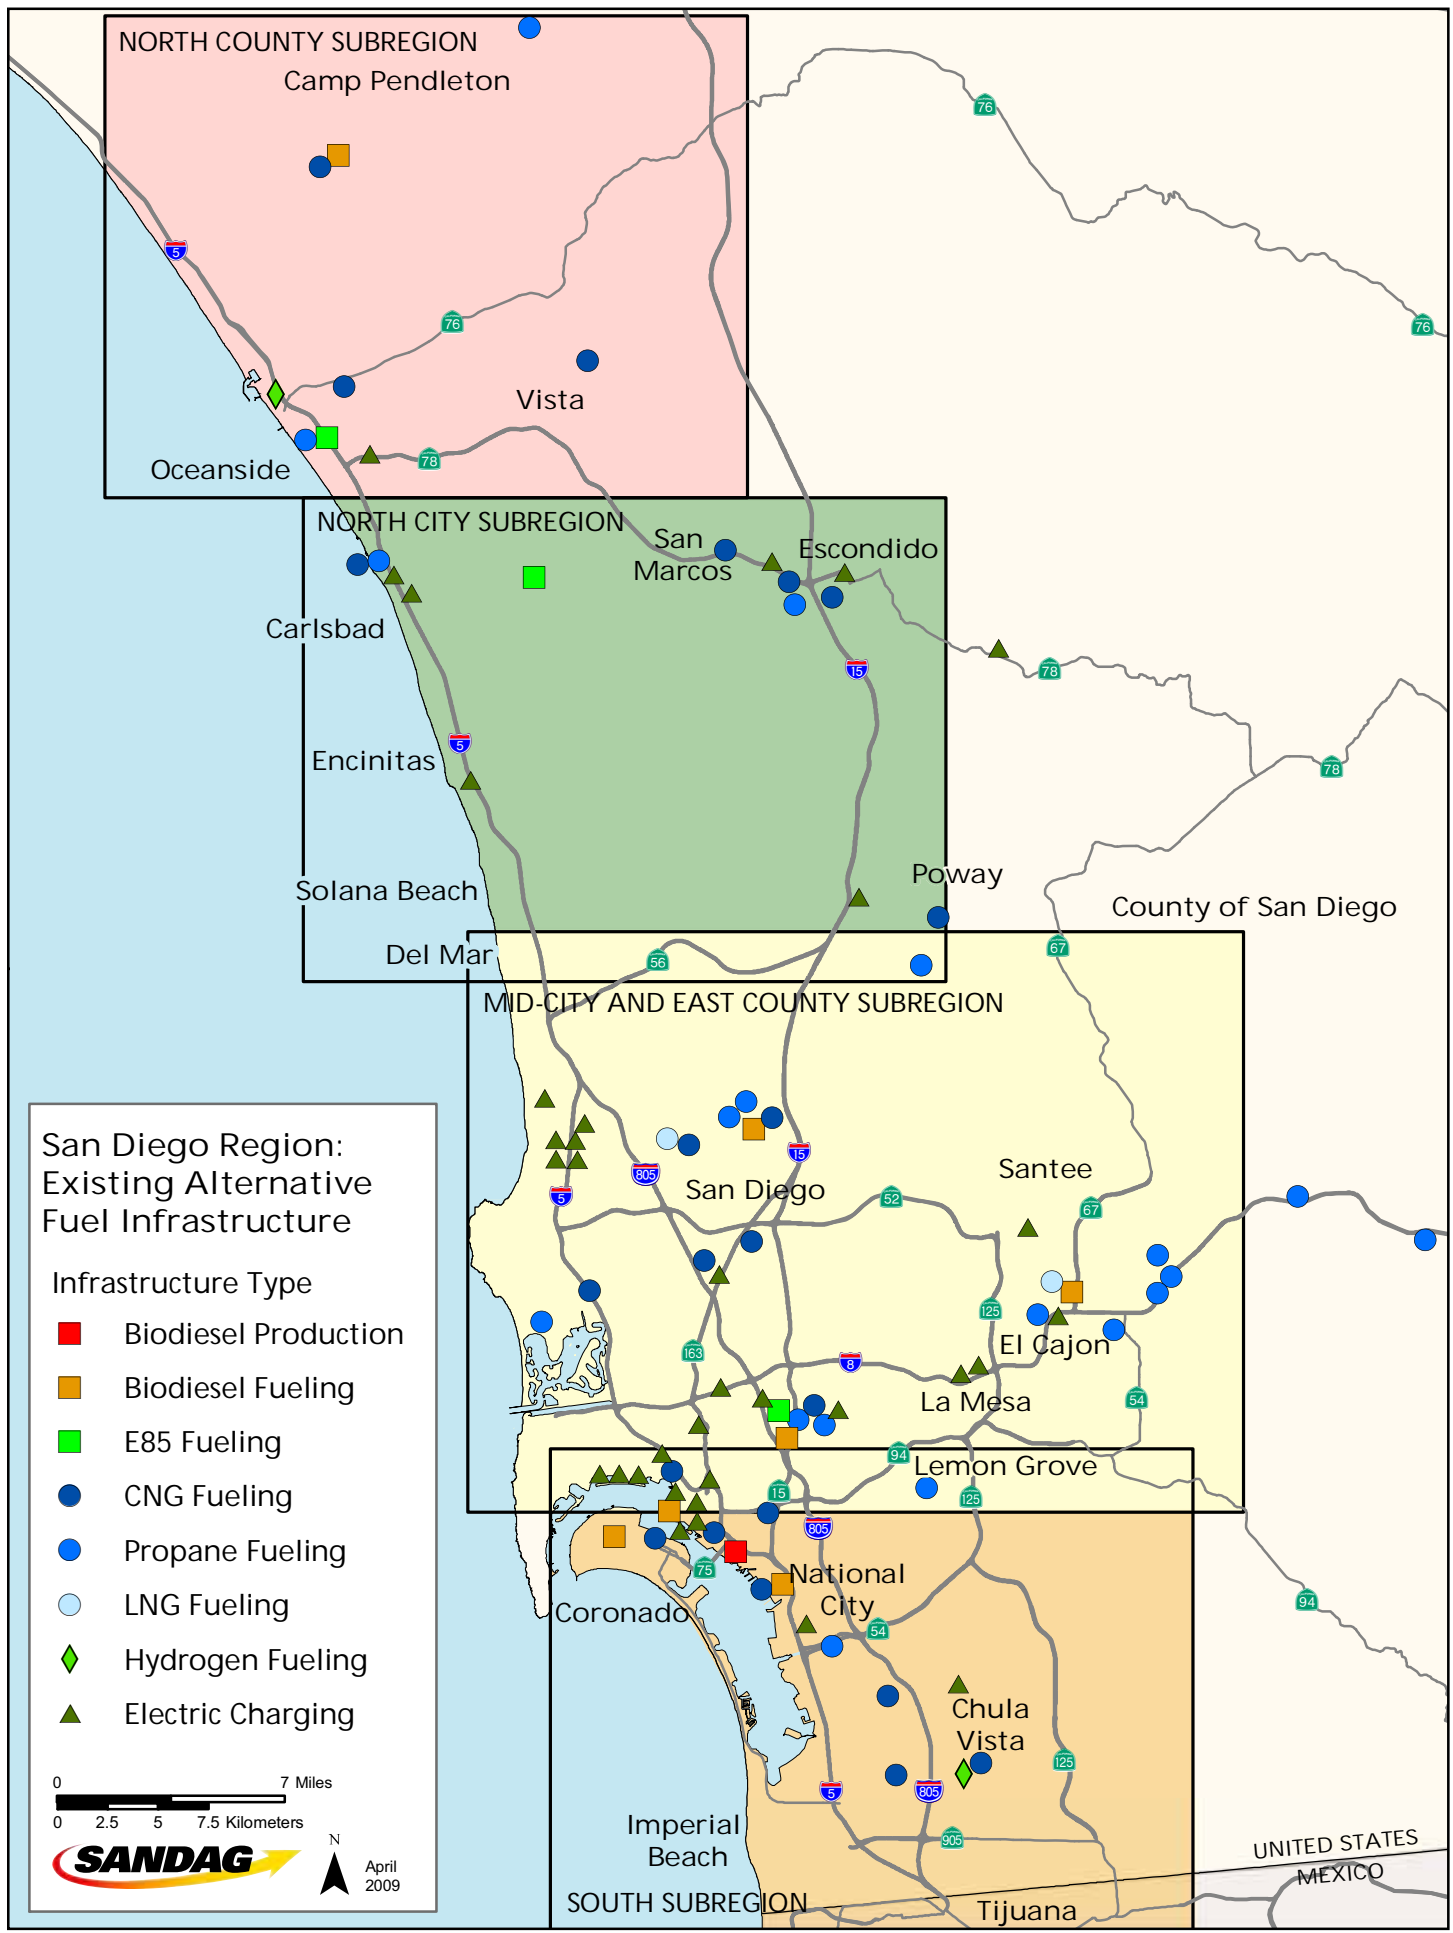 NORTH COUNTY SUBREGION
Camp Pendleton
76
5
76
76
Vista
Oceanside
78
NORTH CITY SUBREGION
San
Marcos
Escondido
Carlsbad
15
78
5
Encinitas
78
Poway
Solana Beach
County of San Diego
Del Mar
56
67
MID-CITY AND EAST COUNTY SUBREGION
15
805
Santee
San Diego
5
52
67
125
El Cajon
163
8
La Mesa
54
94
Lemon Grove
15
125
805
75
National
City
Coronado
54
94
Chula
Vista
125
5
805
Imperial
Beach
905
UNITED STATES
MEXICO
SOUTH SUBREGION
Tijuana
San Diego Region:
Existing Alternative
Fuel Infrastructure
Infrastructure Type
Biodiesel Production
Biodiesel Fueling
E85 Fueling
CNG Fueling
Propane Fueling
LNG Fueling
Hydrogen Fueling
Electric Charging
0 7 Miles
0 2.5 5 7.5 Kilometers
SANDAG
N
April
2009